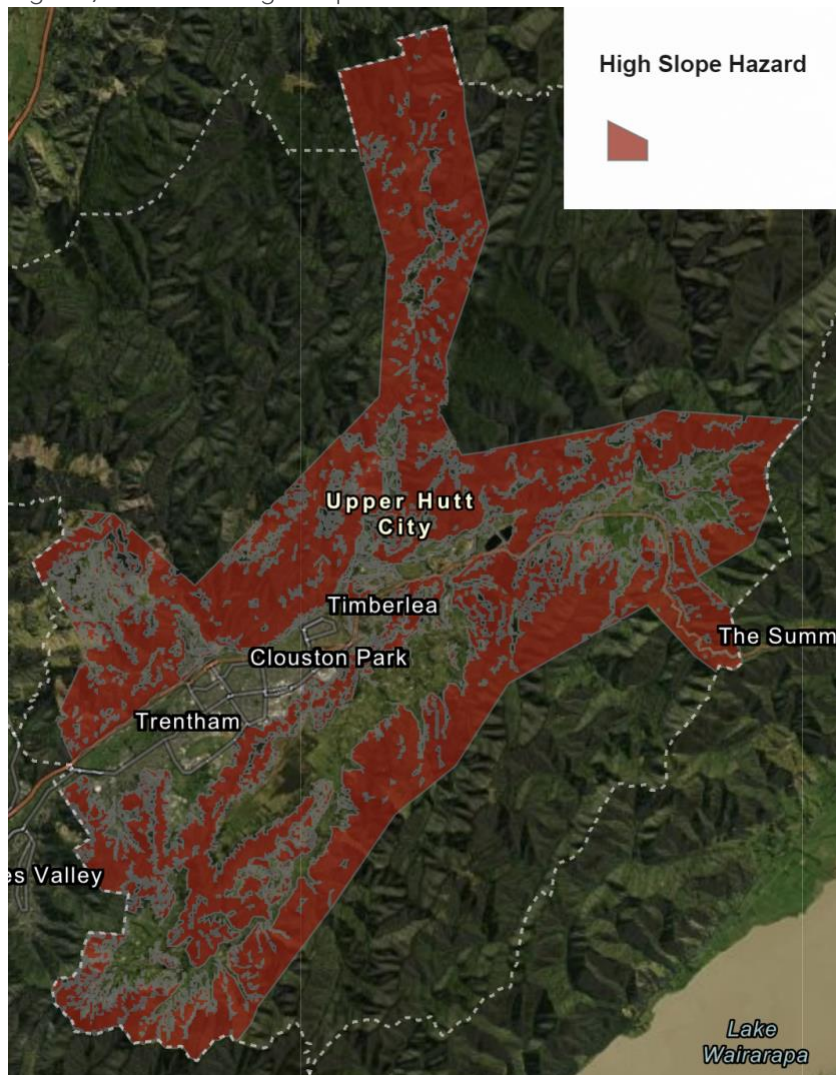 High Slope Hazard
Upper Hutt
City
Timberlea
Clouston Park
The Summ
Trentham
es Valley
Lake
Wairarapa